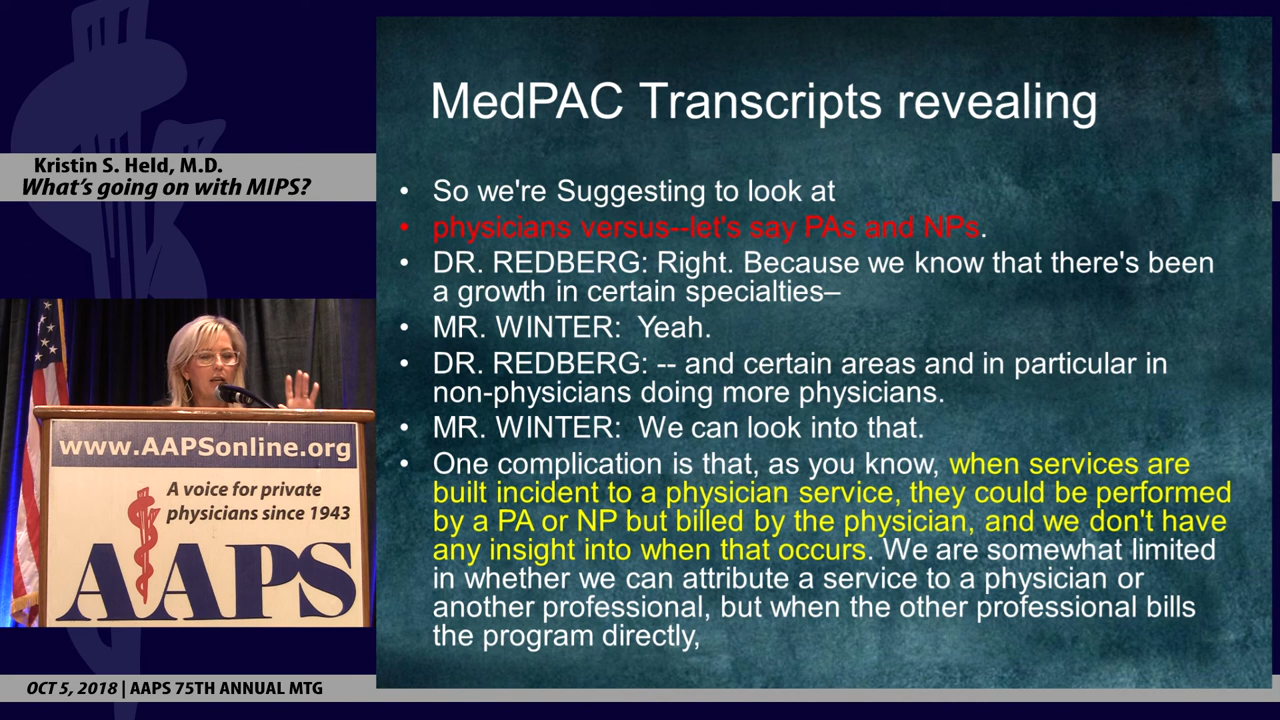 Kristin S. Held, M.D.
What's going on with MIPS?
www.AAPSonline.org
A voice for private
physicians since 1943
AAPS
OCT 5, 2018 | AAPS 75TH ANNUAL MTG
MedPAC Transcripts revealing
• So we're Suggesting to look at
• physicians versus--let's say PAs and NPs.
• DR. REDBERG: Right. Because we know that there's been
a growth in certain specialties–
• MR. WINTER: Yeah.
• DR. REDBERG: -- and certain areas and in particular in
non-physicians doing more physicians.
• MR. WINTER: We can look into that.
• One complication is that, as you know, when services are
built incident to a physician service, they could be performed
by a PA or NP but billed by the physician, and we don't have
any insight into when that occurs. We are somewhat limited
in whether we can attribute a service to a physician or
another professional, but when the other professional bills
the program directly,